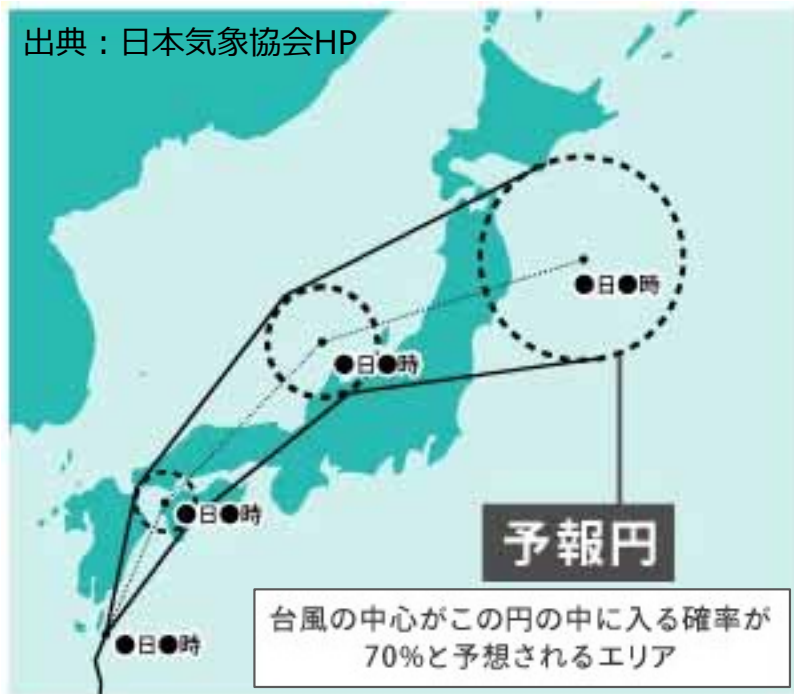 出典：日本気象協会HP
●日●時
●日●時
●日●時
●日●時
予報円
台風の中心がこの円の中に入る確率が
70%と予想されるエリア